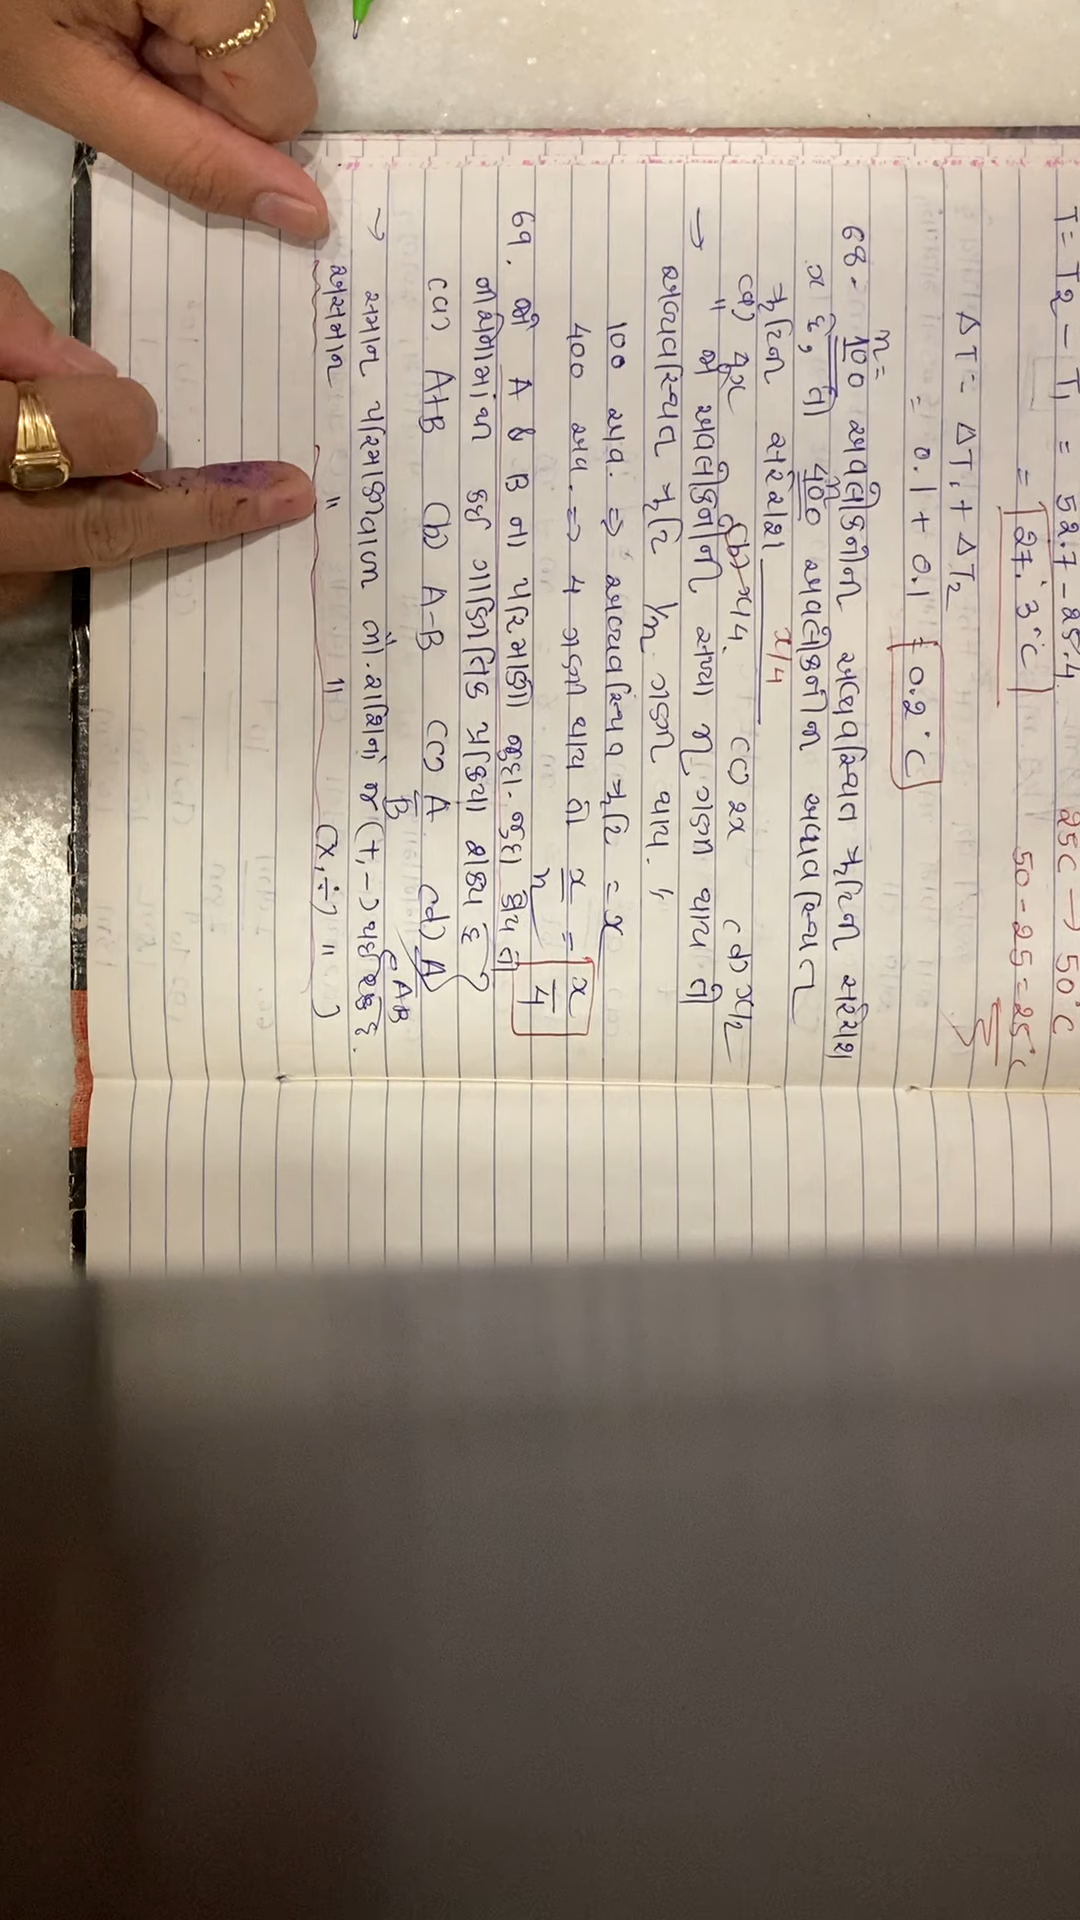 T = T2 - T1 = 52.7 - 25.4
= 27.3°C
25C → 50°C
50 - 25 = 25°C
ΔT = ΔT1 + ΔT2
= 0.1 + 0.1 = 0.2°C
n=
68 - 100 અવલોકનોની અવ્યવસ્થિત ત્રુટિની સરેરાશ
x છે, તો 400 અવલોકનોની અવ્યવસ્થિત
ત્રુટિની સરેરાશ x/4
(a) 4x (b) x/4 (c) 2x (d) x/2
→ " જો અવલોકનોની સંખ્યા n ગણી થાય તો
અવ્યવસ્થિત ત્રુટિ 1/n ગણી થાય. "
100 અવ. ⇒ અવ્યવસ્થિત ત્રુટિ = x
400 અવ. ⇒ 4 ગણી થાય તો x/n = x/4
69. જો A & B ના પરિમાણો જુદા-જુદા હોય તો
નીચેનામાંથી કઈ ગાણિતિક પ્રક્રિયા શક્ય છે?
(a) A+B (b) A-B (c) A/B (d) A
→ સમાન પરિમાણવાળી ભૌ.રાશિનો જ (+, -) થઈ શકે છે.
અસમાન " " (×, ÷) "